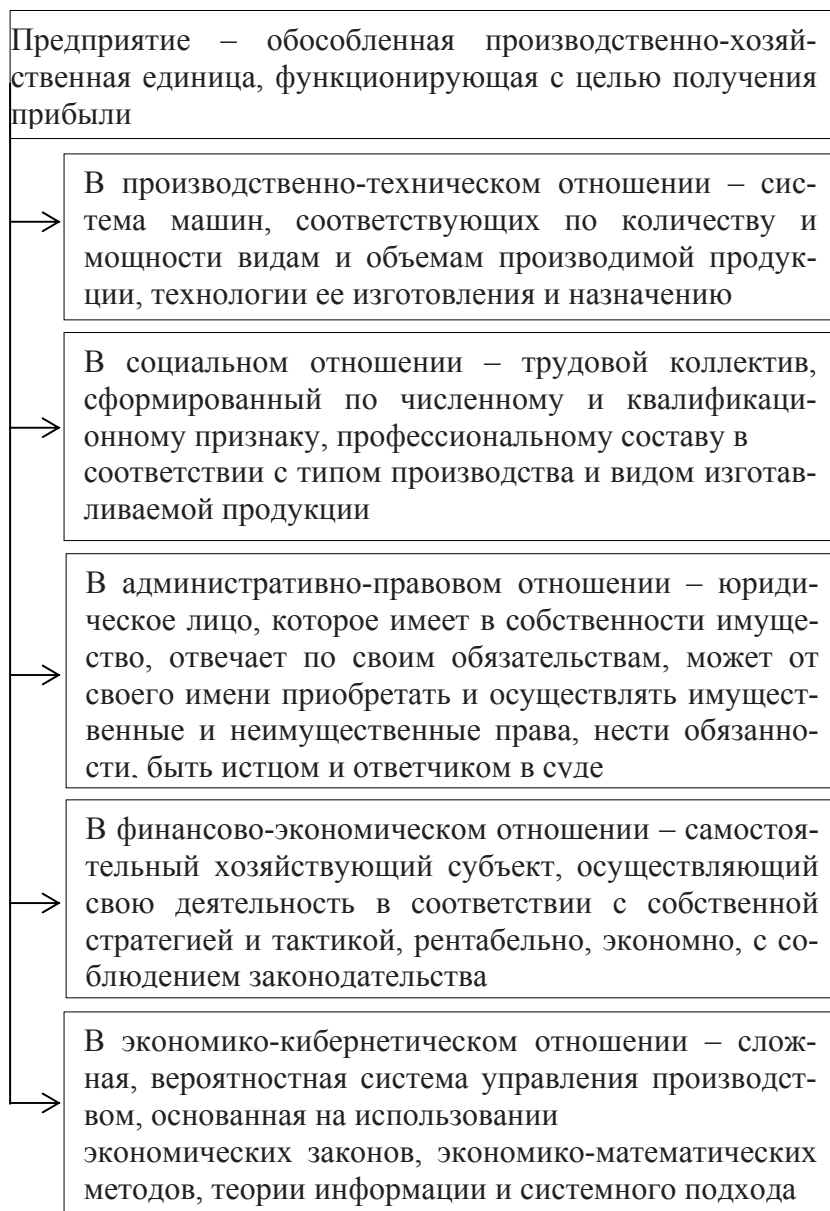 Предприятие – обособленная производственно-хозяй-
ственная единица, функционирующая с целью получения
прибыли
В производственно-техническом отношении – сис-
тема машин, соответствующих по количеству и
мощности видам и объемам производимой продук-
ции, технологии ее изготовления и назначению
В социальном отношении – трудовой коллектив,
сформированный по численному и квалификаци-
онному признаку, профессиональному составу в
соответствии с типом производства и видом изготав-
ливаемой продукции
В административно-правовом отношении – юриди-
ческое лицо, которое имеет в собственности имуще-
ство, отвечает по своим обязательствам, может от
своего имени приобретать и осуществлять имущест-
венные и неимущественные права, нести обязанно-
сти, быть истцом и ответчиком в суде
В финансово-экономическом отношении – самостоя-
тельный хозяйствующий субъект, осуществляющий
свою деятельность в соответствии с собственной
стратегией и тактикой, рентабельно, экономно, с со-
блюдением законодательства
В экономико-кибернетическом отношении – слож-
ная, вероятностная система управления производст-
вом, основанная на использовании
экономических законов, экономико-математических
методов, теории информации и системного подхода